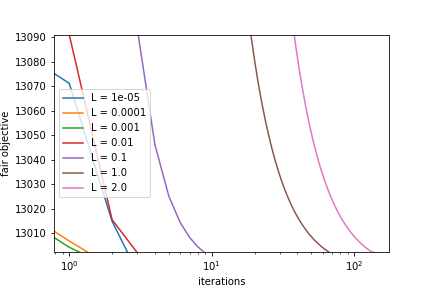 13090
13080
13070
13060
13050
13040
13030
13020
13010
fair objective
L = 1e-05
L = 0.0001
L = 0.001
L = 0.01
L = 0.1
L = 1.0
L = 2.0
10⁰ 10¹ 10²
iterations